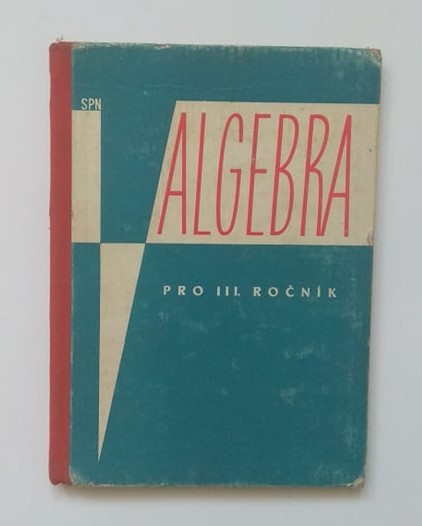 SPN
ALGEBRA
PRO III. ROČNÍK